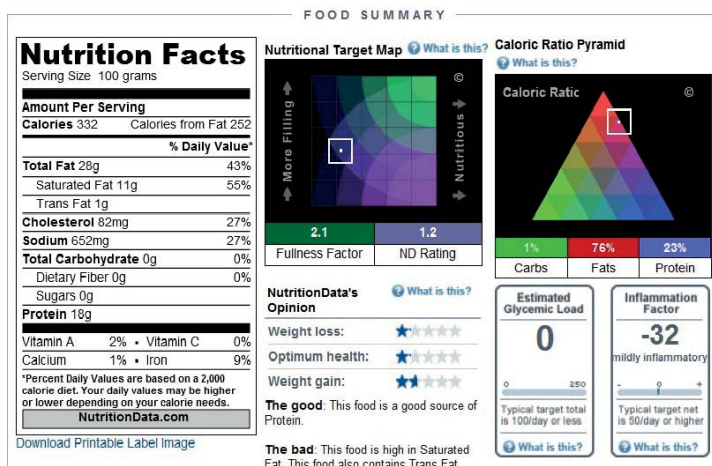 FOOD SUMMARY
Nutrition Facts
Serving Size 100 grams
Amount Per Serving
Calories 332 Calories from Fat 252
% Daily Value*
Total Fat 28g 43%
Saturated Fat 11g 55%
Trans Fat 1g
Cholesterol 82mg 27%
Sodium 652mg 27%
Total Carbohydrate 0g 0%
Dietary Fiber 0g 0%
Sugars 0g
Protein 18g
Vitamin A 2% • Vitamin C 0%
Calcium 1% • Iron 9%
*Percent Daily Values are based on a 2,000
calorie diet. Your daily values may be higher
or lower depending on your calorie needs.
NutritionData.com
Download Printable Label Image
Nutritional Target Map ? What is this?
©
More Filling
Nutritious
2.1 1.2
Fullness Factor ND Rating
NutritionData's ? What is this?
Opinion
Weight loss:
Optimum health:
Weight gain:
The good: This food is a good source of
Protein.
The bad: This food is high in Saturated
Fat. This food also contains Trans Fat
Caloric Ratio Pyramid
? What is this?
Caloric Ratio ©
1% 76% 23%
Carbs Fats Protein
Estimated
Glycemic Load
0
0 250
Typical target total
is 100/day or less
? What is this?
Inflammation
Factor
-32
mildly inflammatory
- 0 +
Typical target net
is 50/day or higher
? What is this?